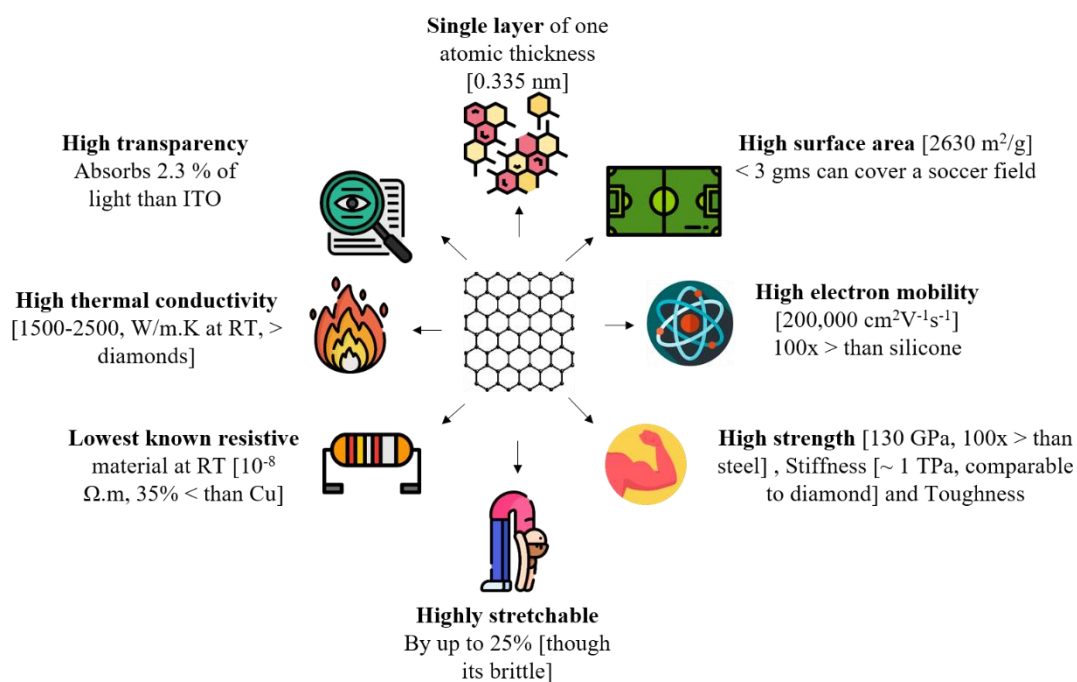 Single layer of one
atomic thickness
[0.335 nm]
High transparency
Absorbs 2.3 % of
light than ITO
High surface area [2630 m²/g]
< 3 gms can cover a soccer field
High thermal conductivity
[1500-2500, W/m.K at RT, >
diamonds]
High electron mobility
[200,000 cm²V⁻¹s⁻¹]
100x > than silicone
Lowest known resistive
material at RT [10⁻⁸
Ω.m, 35% < than Cu]
High strength [130 GPa, 100x > than
steel] , Stiffness [~ 1 TPa, comparable
to diamond] and Toughness
Highly stretchable
By up to 25% [though
its brittle]